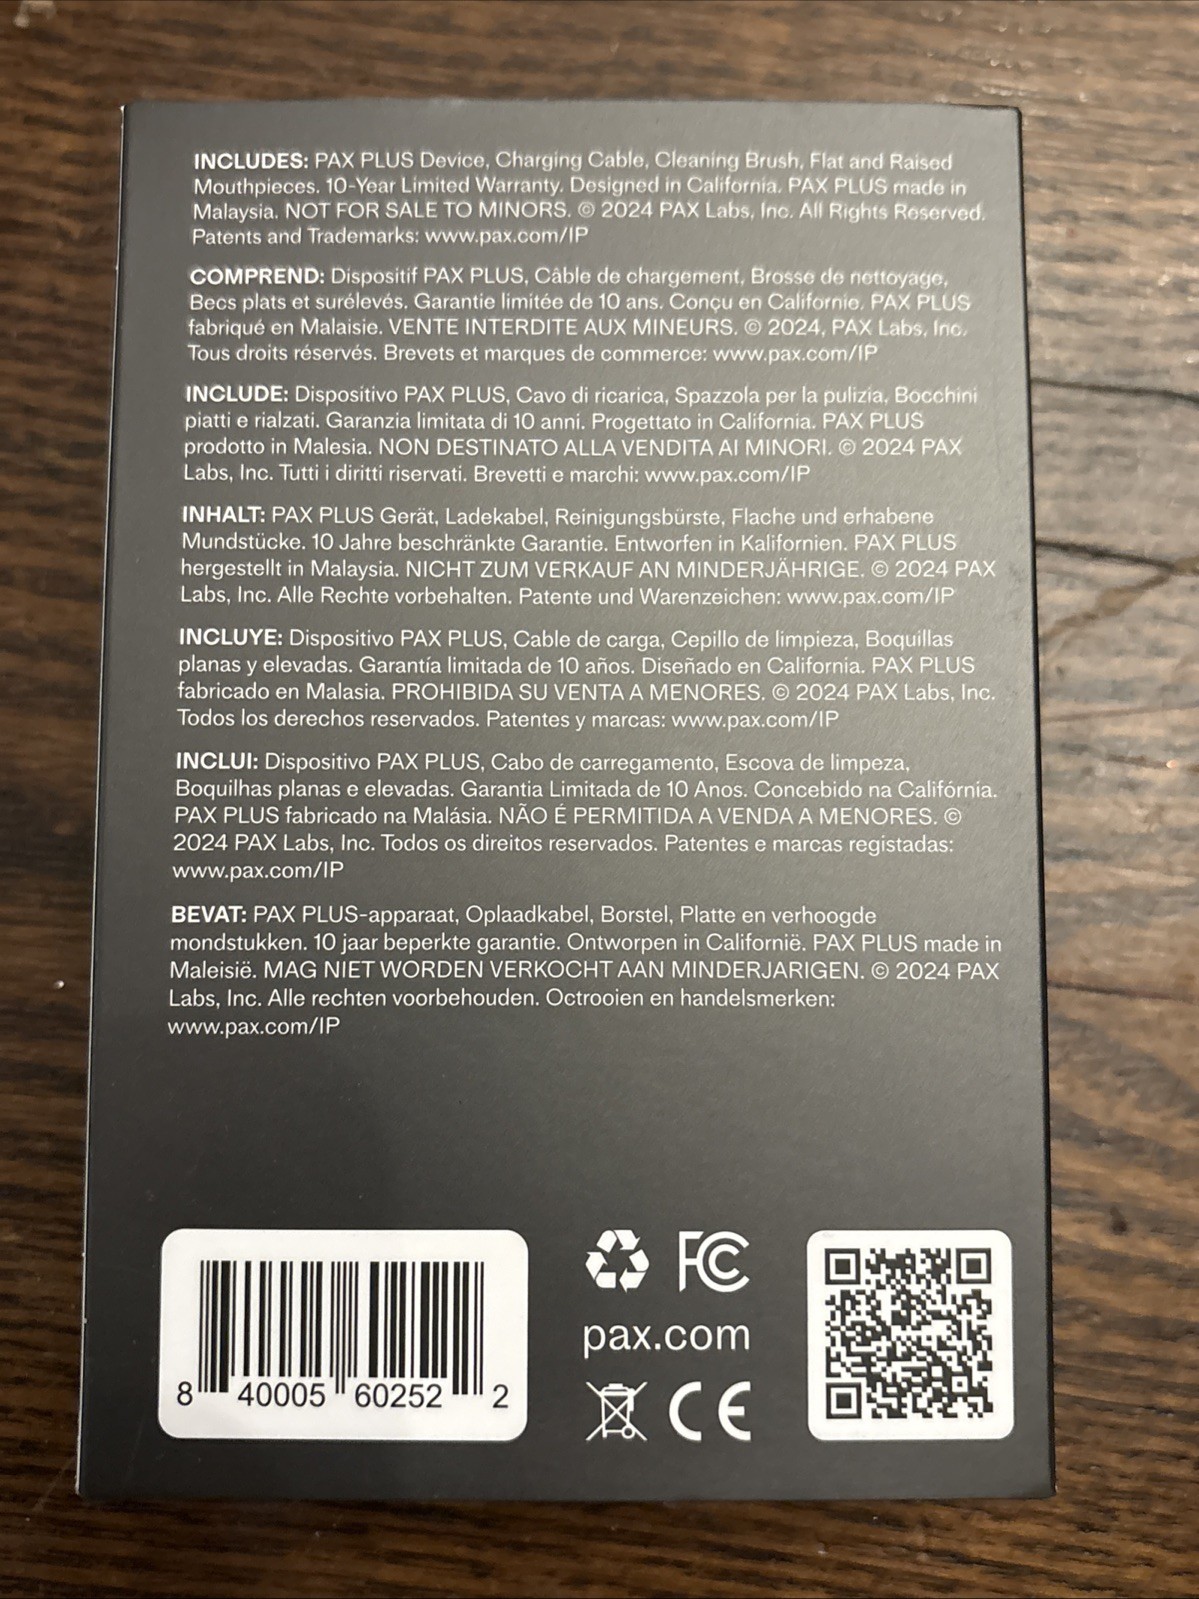 INCLUDES: PAX PLUS Device, Charging Cable, Cleaning Brush, Flat and Raised
Mouthpieces. 10-Year Limited Warranty. Designed in California. PAX PLUS made in
Malaysia. NOT FOR SALE TO MINORS. © 2024 PAX Labs, Inc. All Rights Reserved.
Patents and Trademarks: www.pax.com/IP
COMPREND: Dispositif PAX PLUS, Câble de chargement, Brosse de nettoyage,
Becs plats et surélevés. Garantie limitée de 10 ans. Conçu en Californie. PAX PLUS
fabriqué en Malaisie. VENTE INTERDITE AUX MINEURS. © 2024, PAX Labs, Inc.
Tous droits réservés. Brevets et marques de commerce: www.pax.com/IP
INCLUDE: Dispositivo PAX PLUS, Cavo di ricarica, Spazzola per la pulizia, Bocchini
piatti e rialzati. Garanzia limitata di 10 anni. Progettato in California. PAX PLUS
prodotto in Malesia. NON DESTINATO ALLA VENDITA AI MINORI. © 2024 PAX
Labs, Inc. Tutti i diritti riservati. Brevetti e marchi: www.pax.com/IP
INHALT: PAX PLUS Gerät, Ladekabel, Reinigungsbürste, Flache und erhabene
Mundstücke. 10 Jahre beschränkte Garantie. Entworfen in Kalifornien. PAX PLUS
hergestellt in Malaysia. NICHT ZUM VERKAUF AN MINDERJÄHRIGE. © 2024 PAX
Labs, Inc. Alle Rechte vorbehalten. Patente und Warenzeichen: www.pax.com/IP
INCLUYE: Dispositivo PAX PLUS, Cable de carga, Cepillo de limpieza, Boquillas
planas y elevadas. Garantía limitada de 10 años. Diseñado en California. PAX PLUS
fabricado en Malasia. PROHIBIDA SU VENTA A MENORES. © 2024 PAX Labs, Inc.
Todos los derechos reservados. Patentes y marcas: www.pax.com/IP
INCLUI: Dispositivo PAX PLUS, Cabo de carregamento, Escova de limpeza,
Boquilhas planas e elevadas. Garantia Limitada de 10 Anos. Concebido na Califórnia.
PAX PLUS fabricado na Malásia. NÃO É PERMITIDA A VENDA A MENORES. ©
2024 PAX Labs, Inc. Todos os direitos reservados. Patentes e marcas registadas:
www.pax.com/IP
BEVAT: PAX PLUS-apparaat, Oplaadkabel, Borstel, Platte en verhoogde
mondstukken. 10 jaar beperkte garantie. Ontworpen in Californië. PAX PLUS made in
Maleisië. MAG NIET WORDEN VERKOCHT AAN MINDERJARIGEN. © 2024 PAX
Labs, Inc. Alle rechten voorbehouden. Octrooien en handelsmerken:
www.pax.com/IP
FC
pax.com
CE
8 40005 60252 2